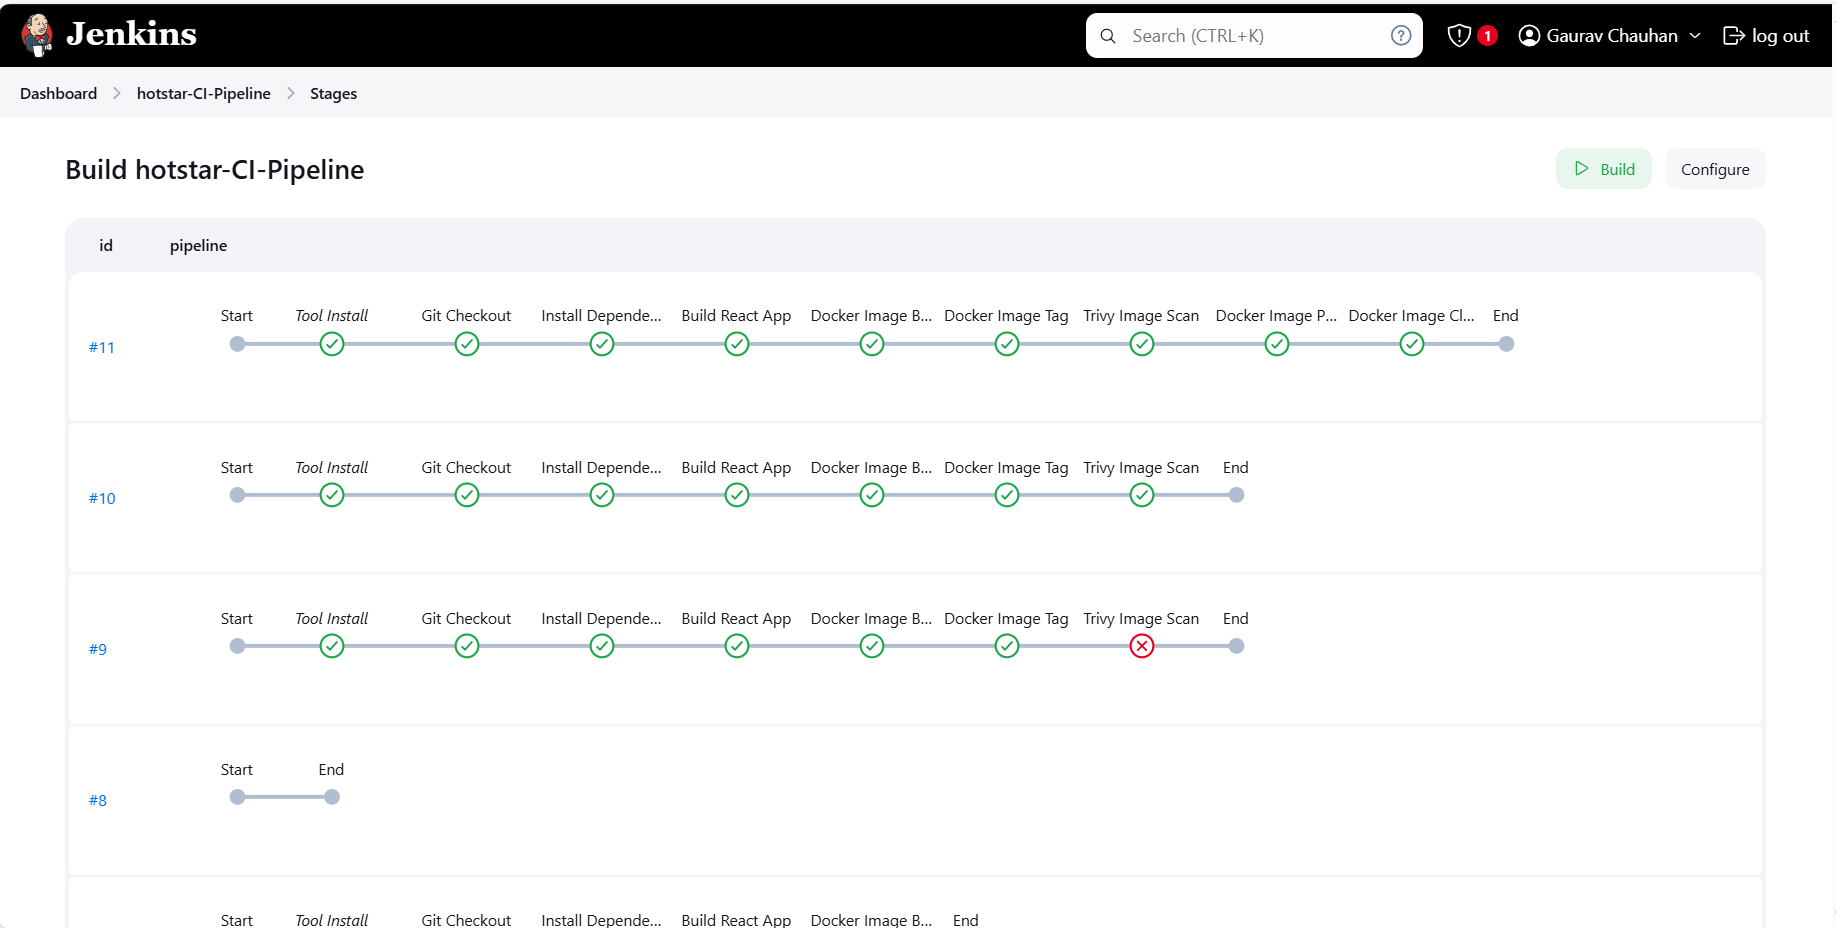 Jenkins
Search (CTRL+K)
?
1
Gaurav Chauhan
log out
Dashboard
hotstar-CI-Pipeline
Stages
Build hotstar-CI-Pipeline
Build
Configure
id pipeline
Start Tool Install Git Checkout Install Depende... Build React App Docker Image B... Docker Image Tag Trivy Image Scan Docker Image P... Docker Image Cl... End
#11
Start Tool Install Git Checkout Install Depende... Build React App Docker Image B... Docker Image Tag Trivy Image Scan End
#10
Start Tool Install Git Checkout Install Depende... Build React App Docker Image B... Docker Image Tag Trivy Image Scan End
#9
Start End
#8
Start Tool Install Git Checkout Install Depende... Build React App Docker Image B... End